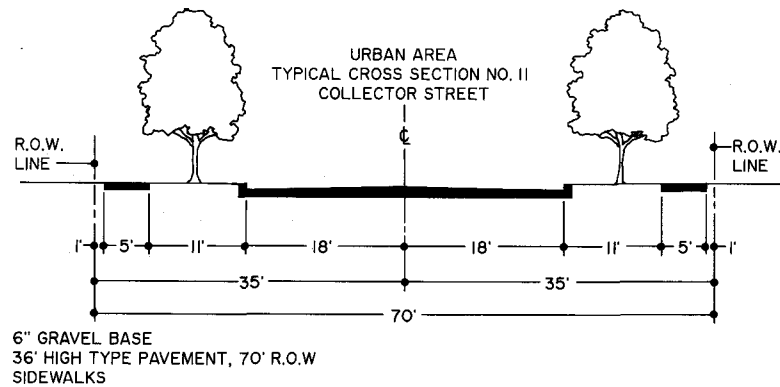 URBAN AREA
TYPICAL CROSS SECTION NO. 11
COLLECTOR STREET
℄
R.O.W.
LINE
R.O.W.
LINE
1' 5' 11' 18' 18' 11' 5' 1'
35' 35'
70'
6" GRAVEL BASE
36' HIGH TYPE PAVEMENT, 70' R.O.W
SIDEWALKS